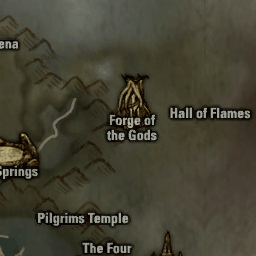 ena
Forge of
the Gods
Hall of Flames
Springs
Pilgrims Temple
The Four